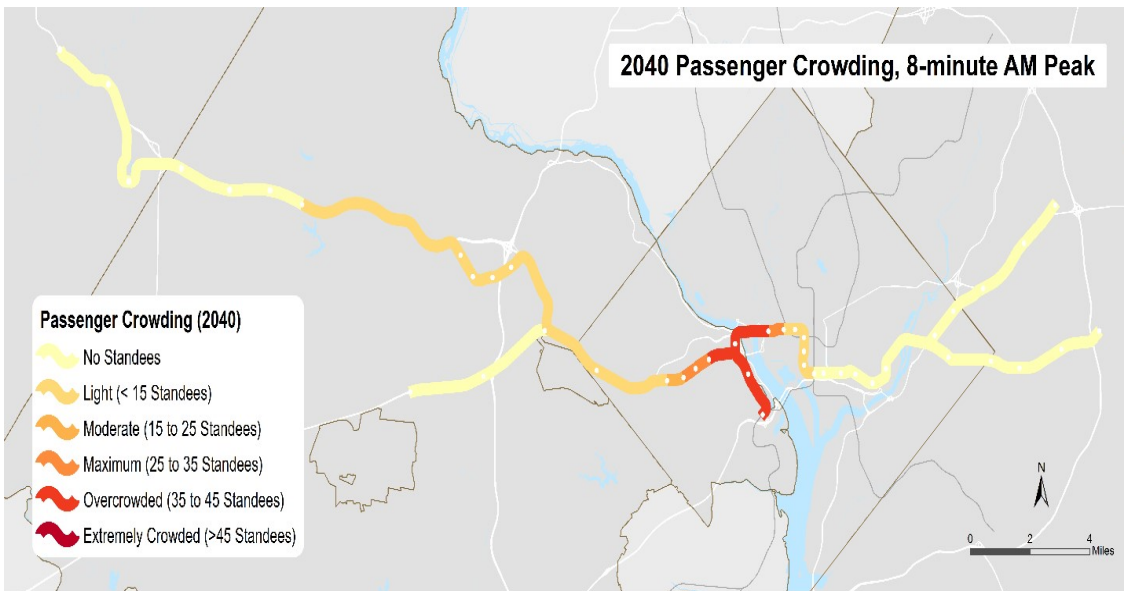 2040 Passenger Crowding, 8-minute AM Peak
Passenger Crowding (2040)
No Standees
Light (< 15 Standees)
Moderate (15 to 25 Standees)
Maximum (25 to 35 Standees)
Overcrowded (35 to 45 Standees)
Extremely Crowded (>45 Standees)
N
0 2 4
Miles